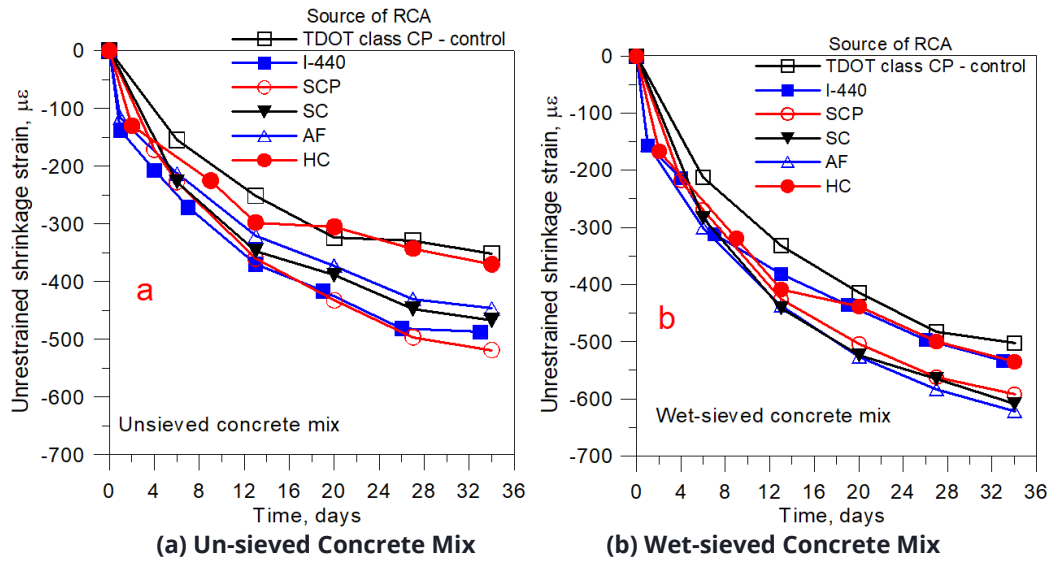 Source of RCA
TDOT class CP - control
I-440
SCP
SC
AF
HC
0
-100
-200
-300
-400
-500
-600
-700
Unrestrained shrinkage strain, µε
a
Unsieved concrete mix
0 4 8 12 16 20 24 28 32 36
Time, days
(a) Un-sieved Concrete Mix
Source of RCA
TDOT class CP - control
I-440
SCP
SC
AF
HC
0
-100
-200
-300
-400
-500
-600
-700
Unrestrained shrinkage strain, µε
b
Wet-sieved concrete mix
0 4 8 12 16 20 24 28 32 36
Time, days
(b) Wet-sieved Concrete Mix